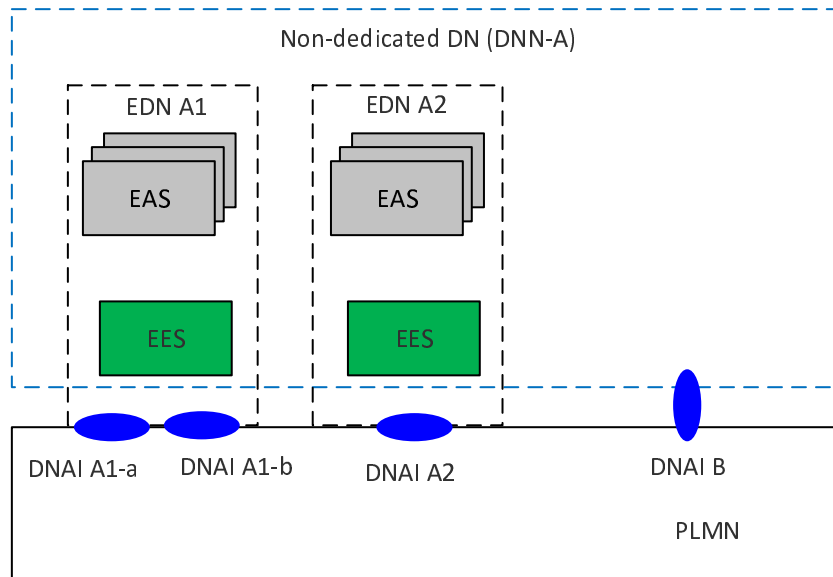 Non-dedicated DN (DNN-A)
EDN A1
EDN A2
EAS
EAS
EES
EES
DNAI A1-a
DNAI A1-b
DNAI A2
DNAI B
PLMN